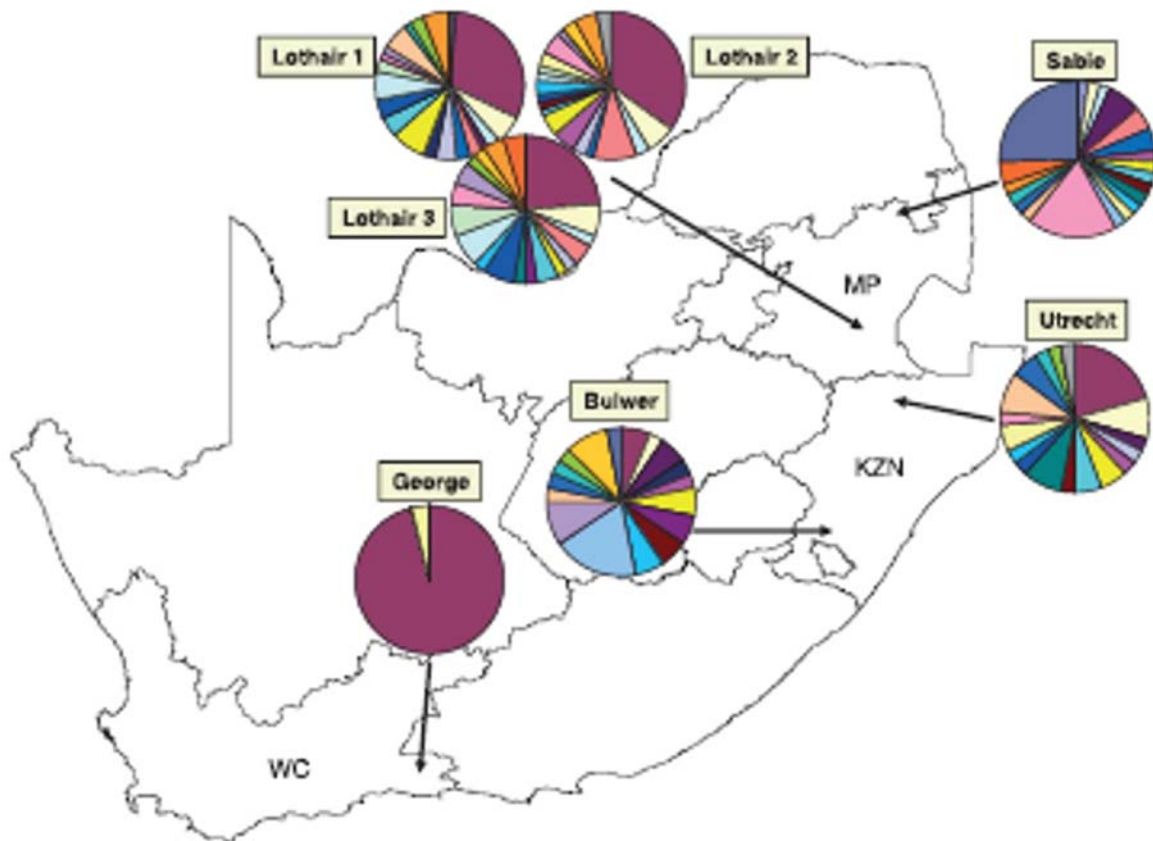 Lothair 1
Lothair 2
Sabie
Lothair 3
MP
Utrecht
Bulwer
KZN
George
WC